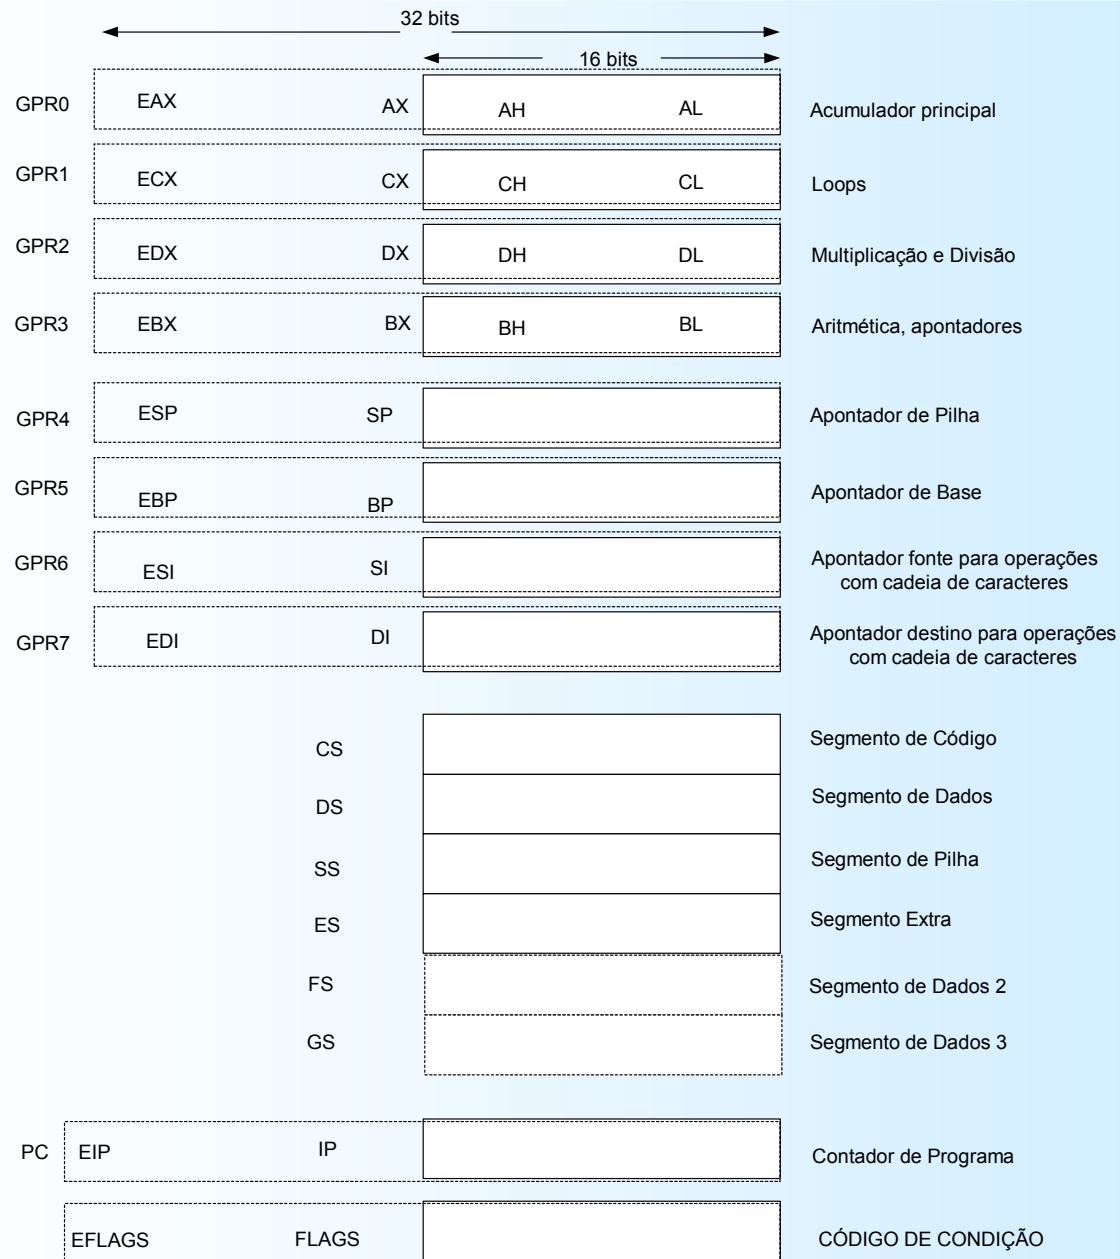 32 bits
16 bits
GPR0 EAX AX AH AL Acumulador principal
GPR1 ECX CX CH CL Loops
GPR2 EDX DX DH DL Multiplicação e Divisão
GPR3 EBX BX BH BL Aritmética, apontadores
GPR4 ESP SP Apontador de Pilha
GPR5 EBP BP Apontador de Base
GPR6 ESI SI Apontador fonte para operações
com cadeia de caracteres
GPR7 EDI DI Apontador destino para operações
com cadeia de caracteres
CS Segmento de Código
DS Segmento de Dados
SS Segmento de Pilha
ES Segmento Extra
FS Segmento de Dados 2
GS Segmento de Dados 3
PC EIP IP Contador de Programa
EFLAGS FLAGS CÓDIGO DE CONDIÇÃO